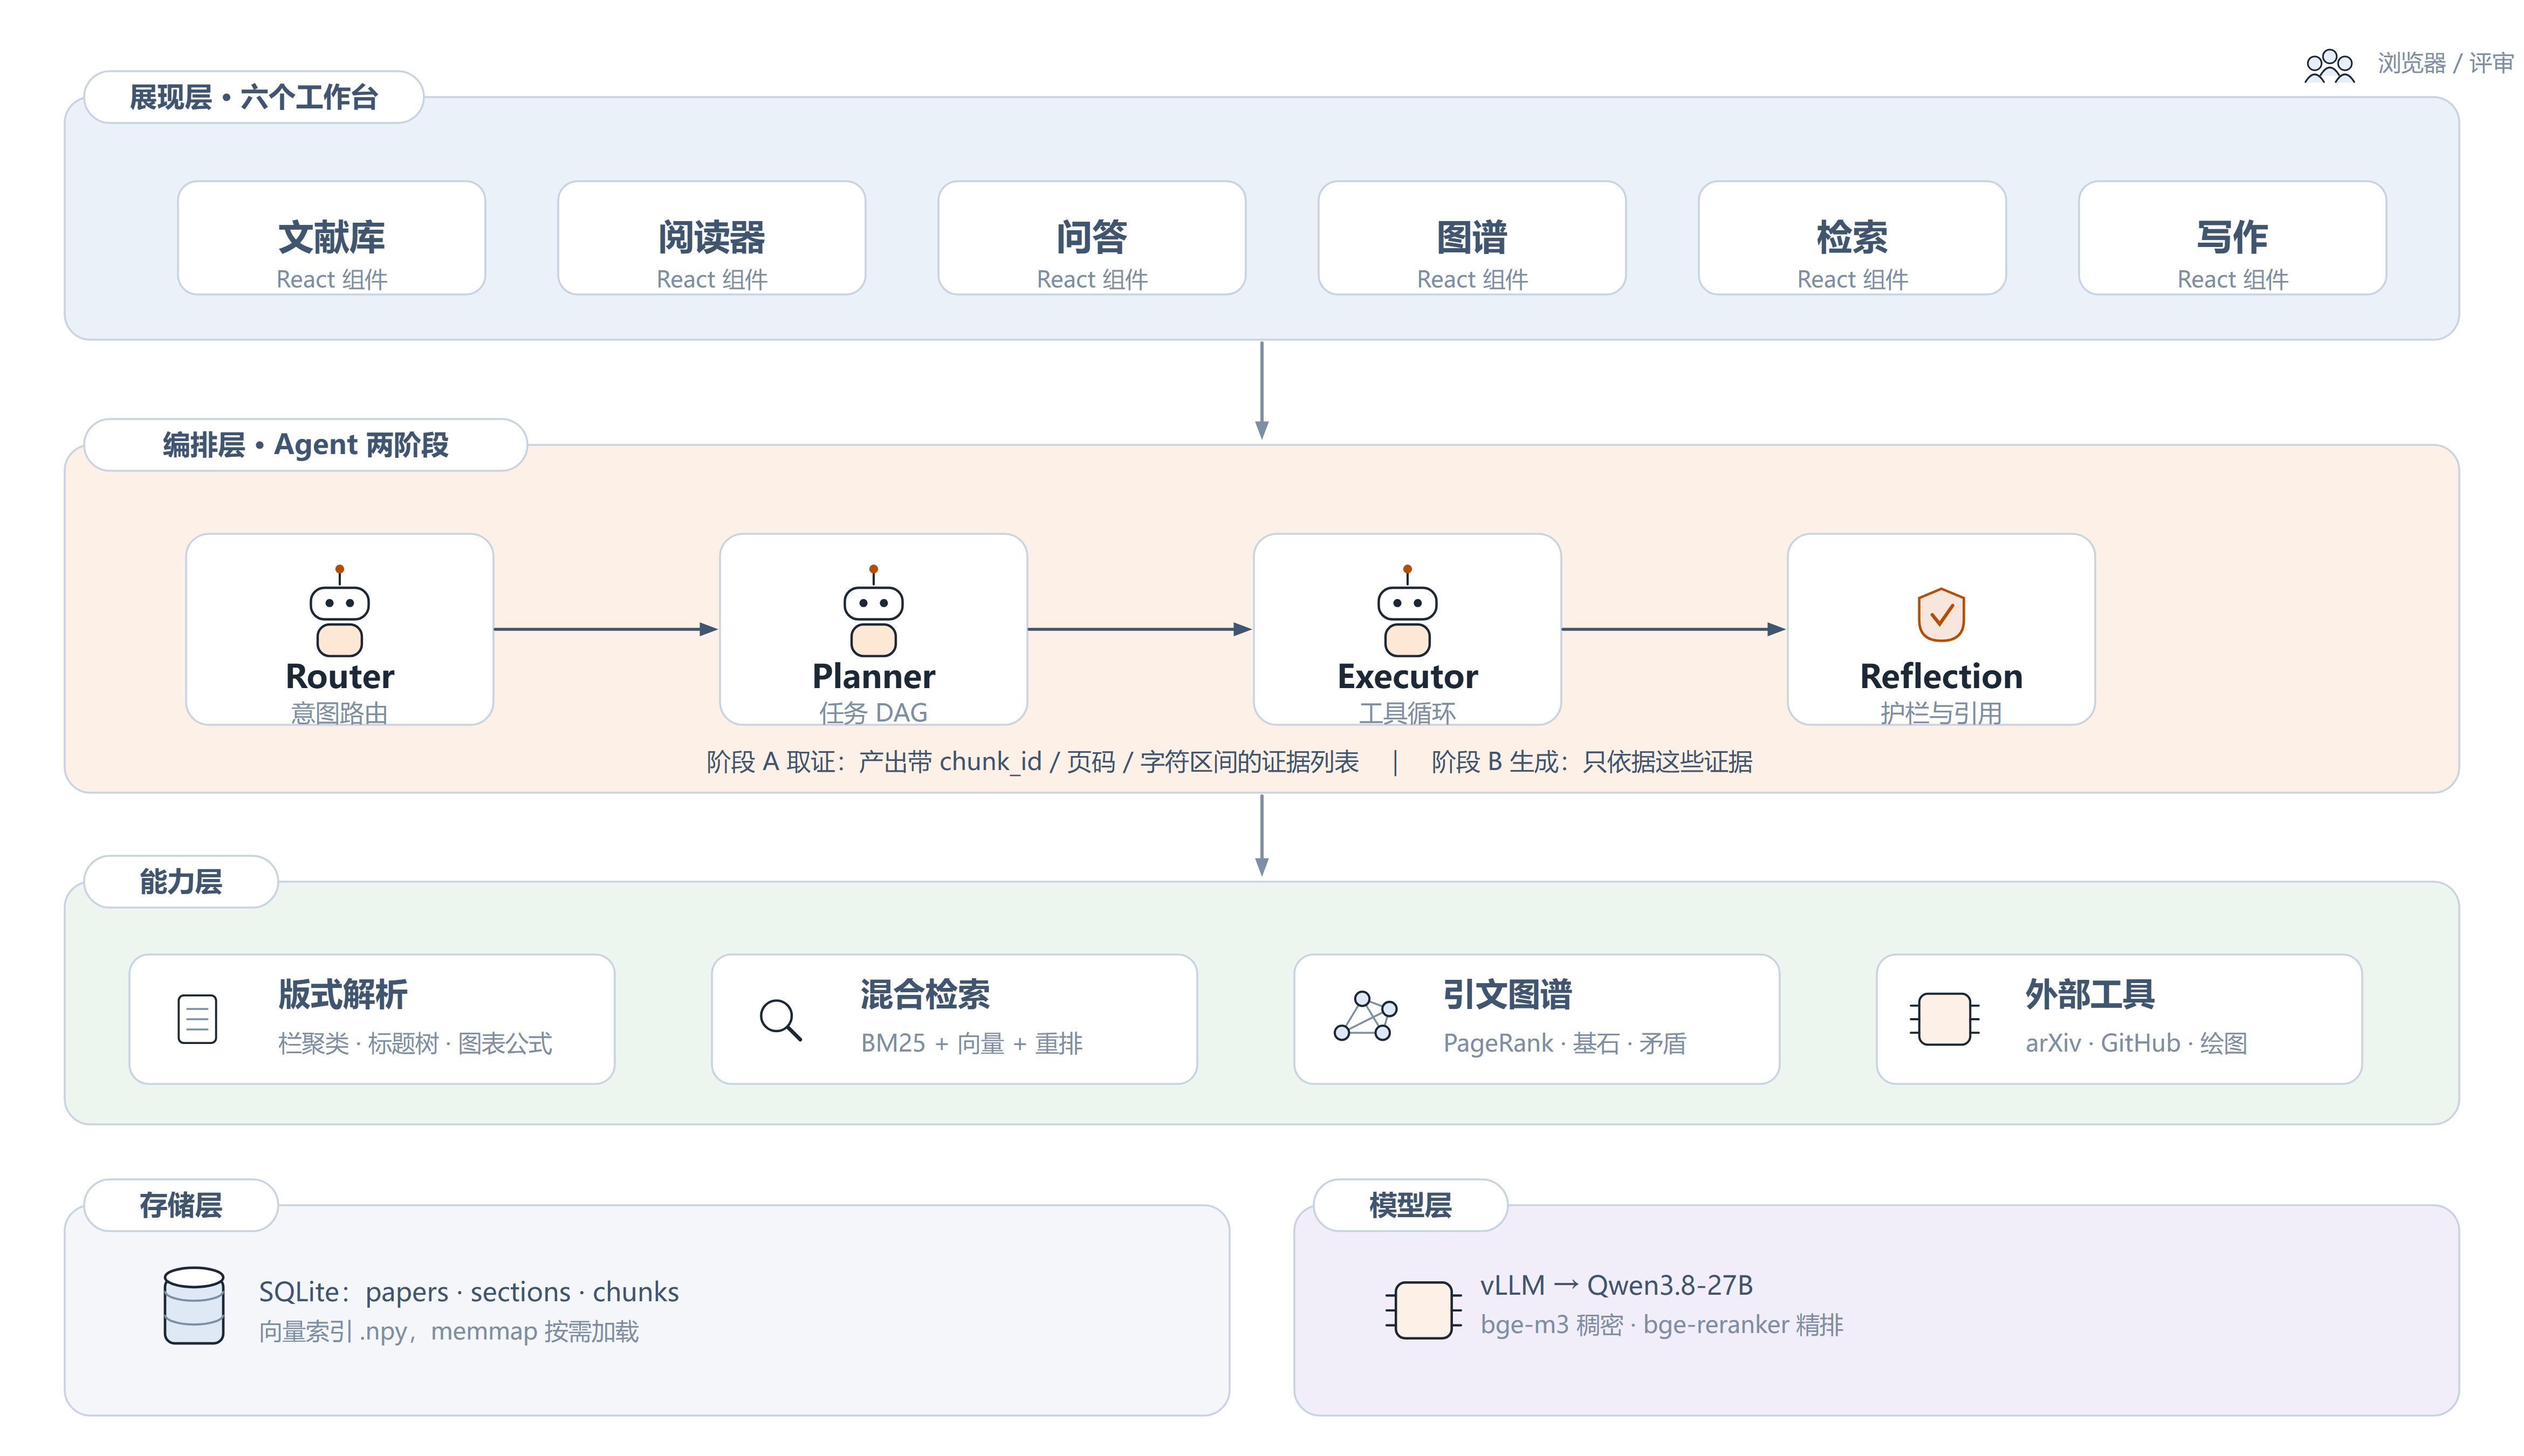 浏览器 / 评审
展现层 · 六个工作台
文献库
React 组件
阅读器
React 组件
问答
React 组件
图谱
React 组件
检索
React 组件
写作
React 组件
编排层 · Agent 两阶段
Router
意图路由
Planner
任务 DAG
Executor
工具循环
Reflection
护栏与引用
阶段 A 取证：产出带 chunk_id / 页码 / 字符区间的证据列表 | 阶段 B 生成：只依据这些证据
能力层
版式解析
栏聚类 · 标题树 · 图表公式
混合检索
BM25 + 向量 + 重排
引文图谱
PageRank · 基石 · 矛盾
外部工具
arXiv · GitHub · 绘图
存储层
SQLite：papers · sections · chunks
向量索引 .npy，memmap 按需加载
模型层
vLLM → Qwen3.8-27B
bge-m3 稠密 · bge-reranker 精排